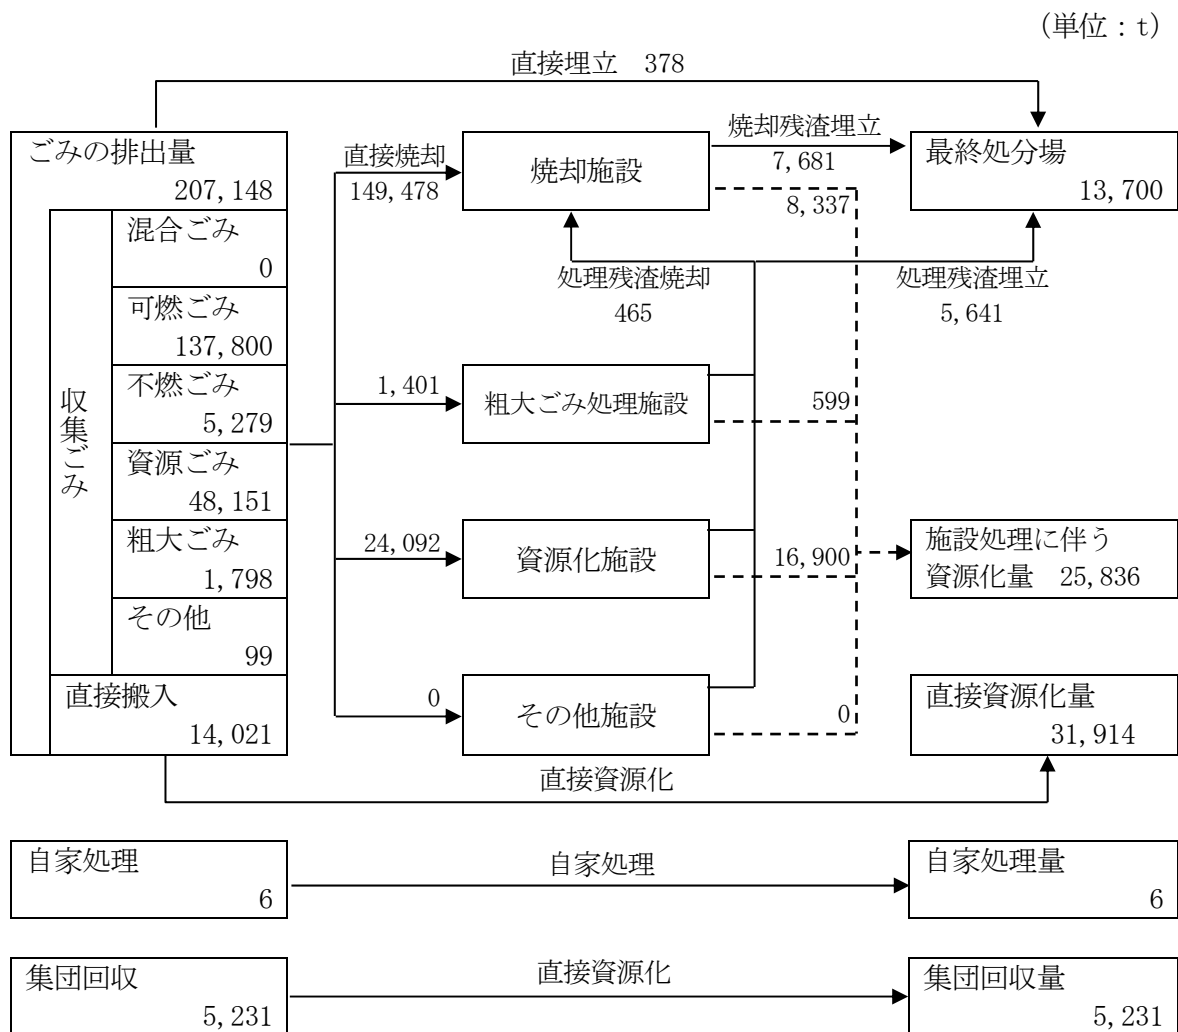 (単位:t)
直接埋立 378
ごみの排出量
207,148
混合ごみ
0
可燃ごみ
137,800
不燃ごみ
5,279
資源ごみ
48,151
粗大ごみ
1,798
その他
99
収集ごみ
直接搬入
14,021
直接焼却
149,478
焼却施設
焼却残渣埋立
7,681
8,337
最終処分場
13,700
処理残渣焼却
465
処理残渣埋立
5,641
1,401
粗大ごみ処理施設
599
24,092
資源化施設
16,900
施設処理に伴う
資源化量 25,836
0
その他施設
0
直接資源化量
31,914
直接資源化
自家処理
6
自家処理
自家処理量
6
集団回収
5,231
直接資源化
集団回収量
5,231